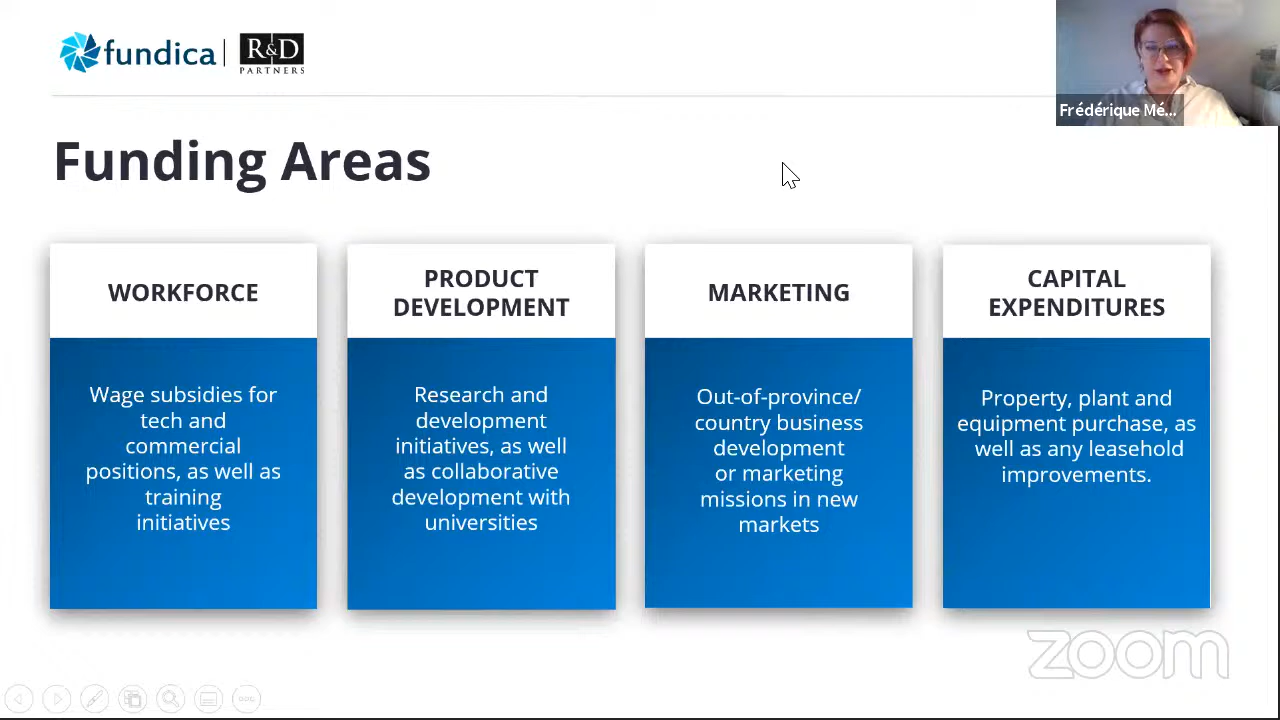 fundica
R&D
PARTNERS
Frédérique Mé...
Funding Areas
WORKFORCE
Wage subsidies for
tech and
commercial
positions, as well as
training
initiatives
PRODUCT
DEVELOPMENT
Research and
development
initiatives, as well
as collaborative
development with
universities
MARKETING
Out-of-province/
country business
development
or marketing
missions in new
markets
CAPITAL
EXPENDITURES
Property, plant and
equipment purchase, as
well as any leasehold
improvements.
zoom